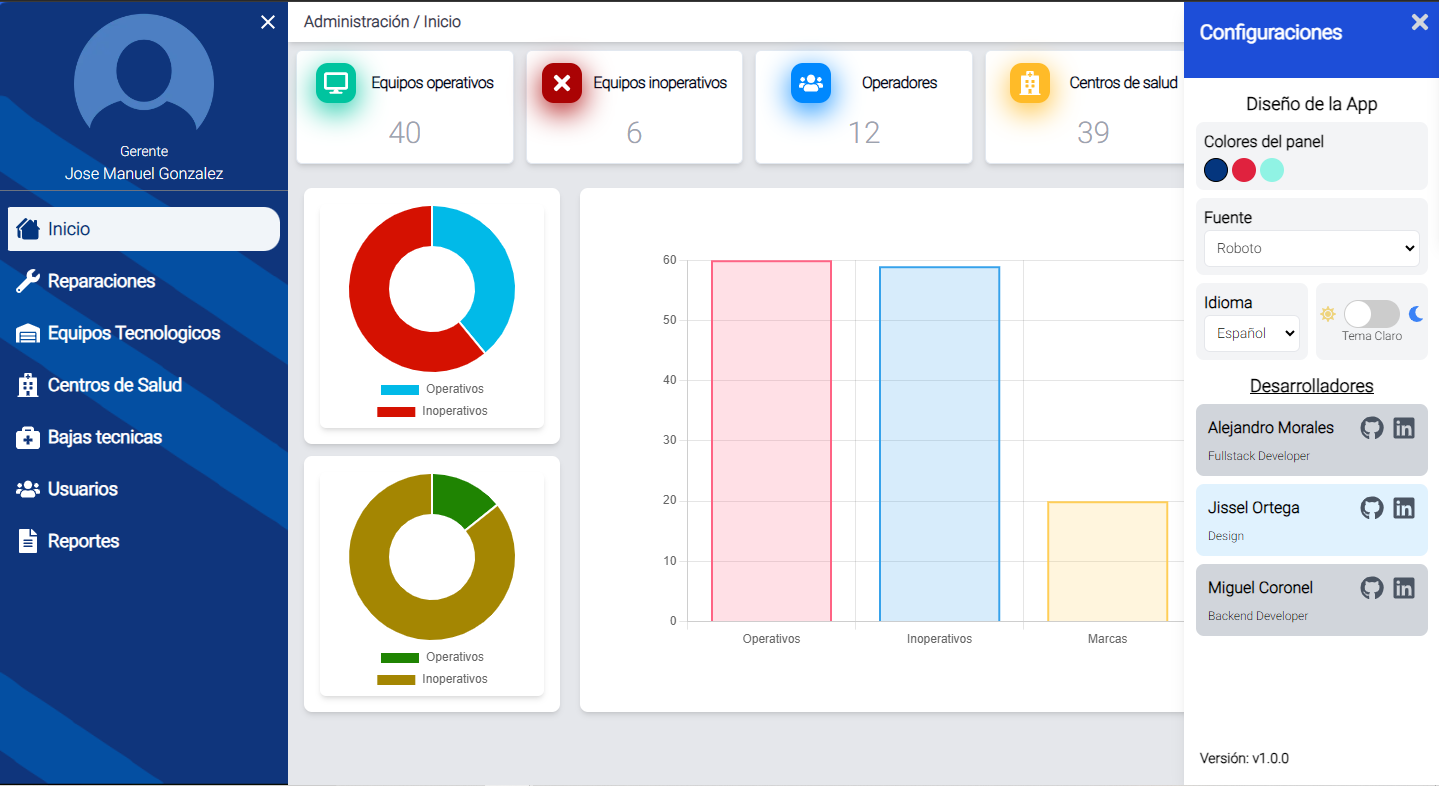 Gerente
Jose Manuel Gonzalez
Inicio
Reparaciones
Equipos Tecnologicos
Centros de Salud
Bajas tecnicas
Usuarios
Reportes
Administración / Inicio
Equipos operativos
40
Equipos inoperativos
6
Operadores
12
Centros de salud
39
Operativos
Inoperativos
Operativos
Inoperativos
60
50
40
30
20
10
0
Operativos
Inoperativos
Marcas
Configuraciones
Diseño de la App
Colores del panel
Fuente
Roboto
Idioma
Español
Tema Claro
Desarrolladores
Alejandro Morales
in
Fullstack Developer
Jissel Ortega
in
Design
Miguel Coronel
in
Backend Developer
Versión: v1.0.0